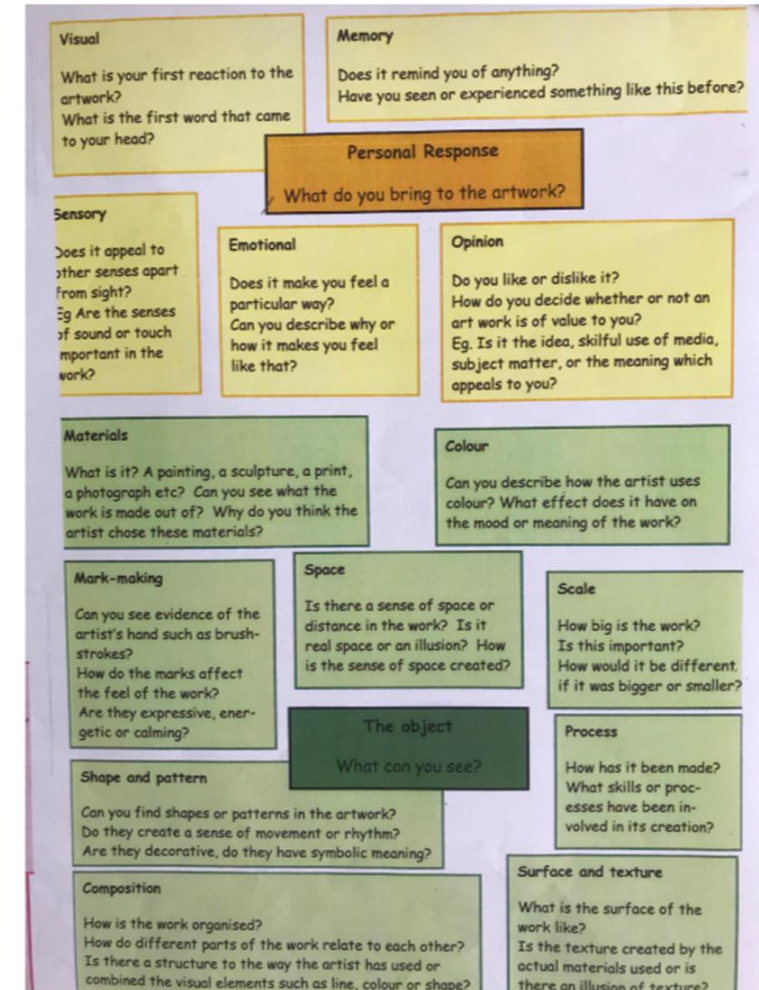 Visual
What is your first reaction to the
artwork?
What is the first word that came
to your head?
Memory
Does it remind you of anything?
Have you seen or experienced something like this before?
Personal Response
What do you bring to the artwork?
Sensory
Does it appeal to
other senses apart
from sight?
Eg Are the senses
of sound or touch
important in the
work?
Emotional
Does it make you feel a
particular way?
Can you describe why or
how it makes you feel
like that?
Opinion
Do you like or dislike it?
How do you decide whether or not an
art work is of value to you?
Eg. Is it the idea, skilful use of media,
subject matter, or the meaning which
appeals to you?
Materials
What is it? A painting, a sculpture, a print,
a photograph etc? Can you see what the
work is made out of? Why do you think the
artist chose these materials?
Colour
Can you describe how the artist uses
colour? What effect does it have on
the mood or meaning of the work?
Mark-making
Can you see evidence of the
artist's hand such as brush-
strokes?
How do the marks affect
the feel of the work?
Are they expressive, ener-
getic or calming?
Space
Is there a sense of space or
distance in the work? Is it
real space or an illusion? How
is the sense of space created?
Scale
How big is the work?
Is this important?
How would it be different
if it was bigger or smaller?
The object
What can you see?
Process
How has it been made?
What skills or proc-
esses have been in-
volved in its creation?
Shape and pattern
Can you find shapes or patterns in the artwork?
Do they create a sense of movement or rhythm?
Are they decorative, do they have symbolic meaning?
Composition
How is the work organised?
How do different parts of the work relate to each other?
Is there a structure to the way the artist has used or
combined the visual elements such as line, colour or shape?
Surface and texture
What is the surface of the
work like?
Is the texture created by the
actual materials used or is
there an illusion of texture?